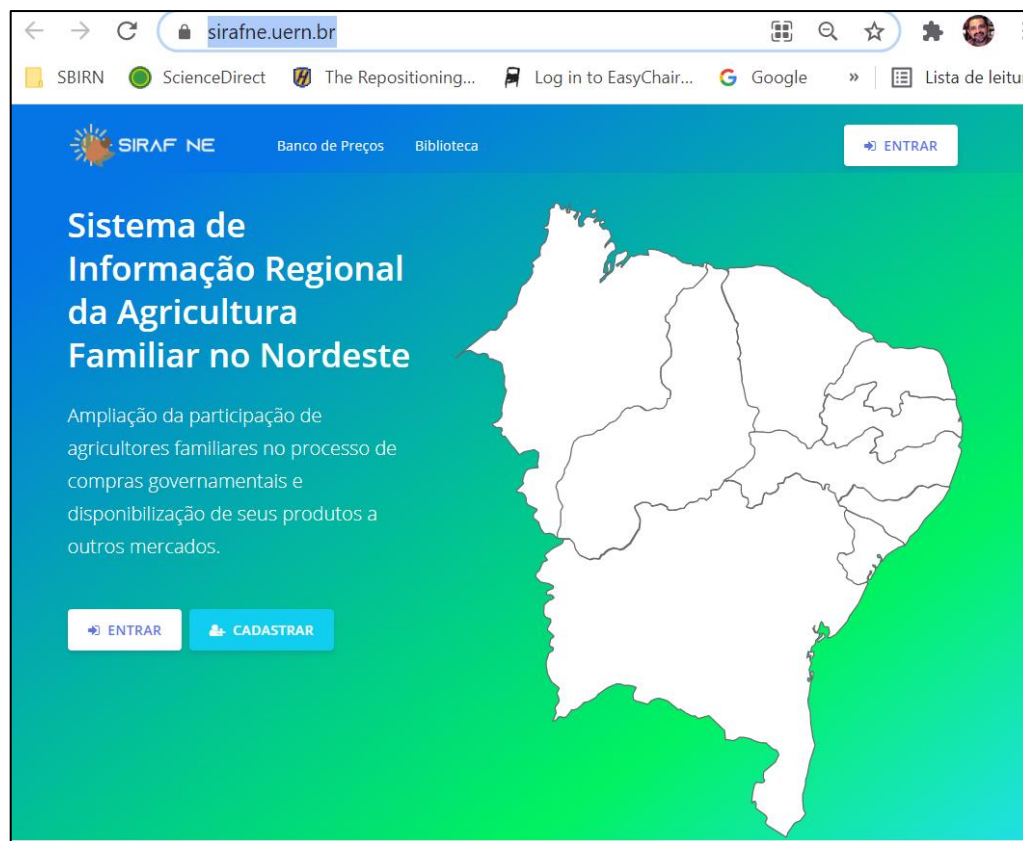 sirafne.uern.br
SBIRN ScienceDirect The Repositioning... Log in to EasyChair... Google » Lista de leitur
SIRAF NE Banco de Preços Biblioteca ENTRAR
Sistema de
Informação Regional
da Agricultura
Familiar no Nordeste
Ampliação da participação de
agricultores familiares no processo de
compras governamentais e
disponibilização de seus produtos a
outros mercados.
ENTRAR CADASTRAR